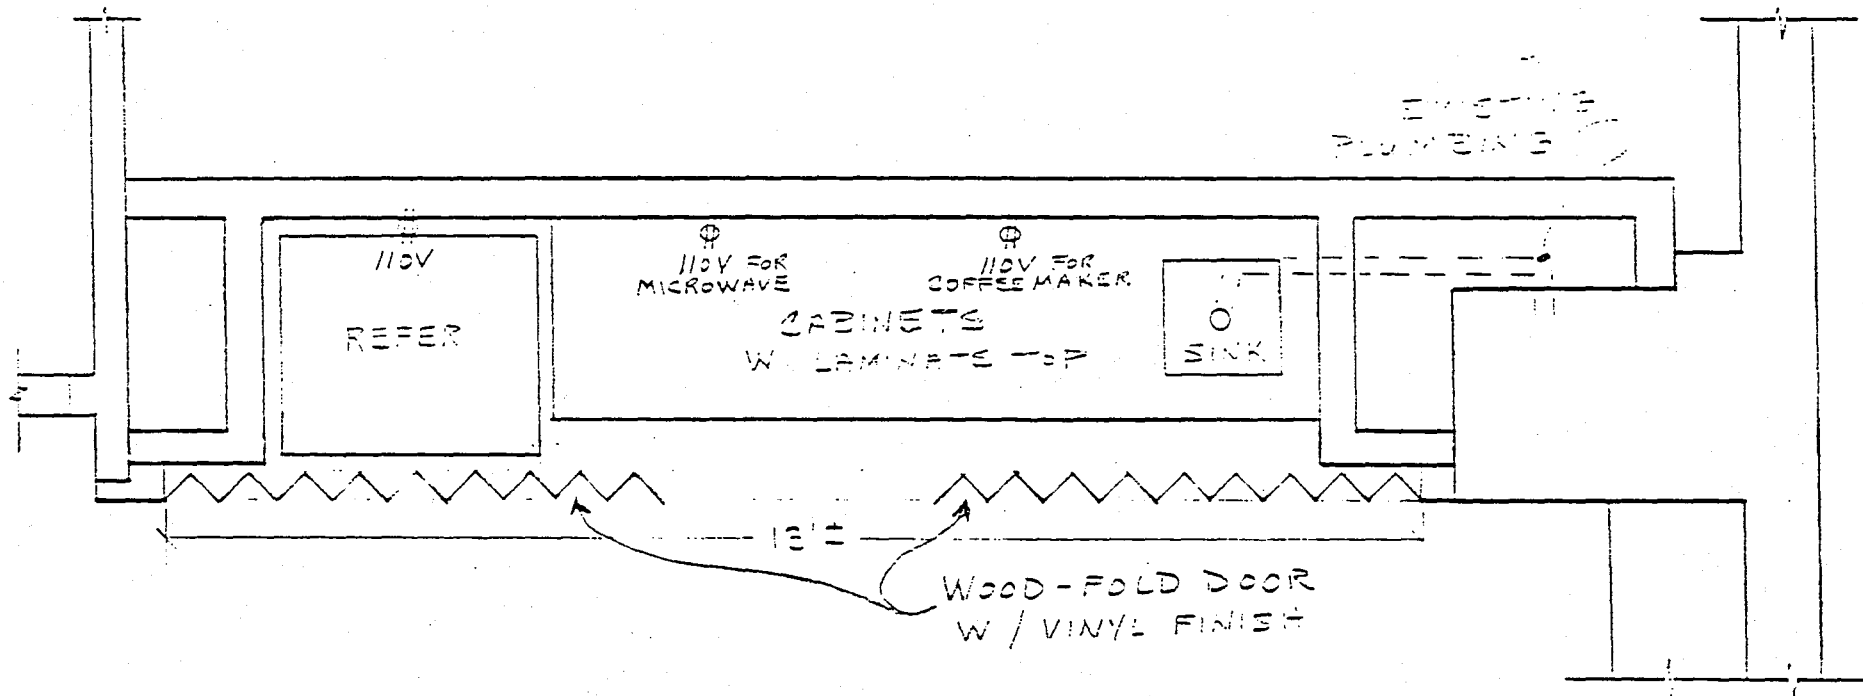 EXISTING
PLUMBING
110V
110V FOR
MICROWAVE
110V FOR
COFFEE MAKER
REFER
CABINETS
W/ LAMINATE TOP
SINK
WOOD-FOLD DOOR
W/VINYL FINISH